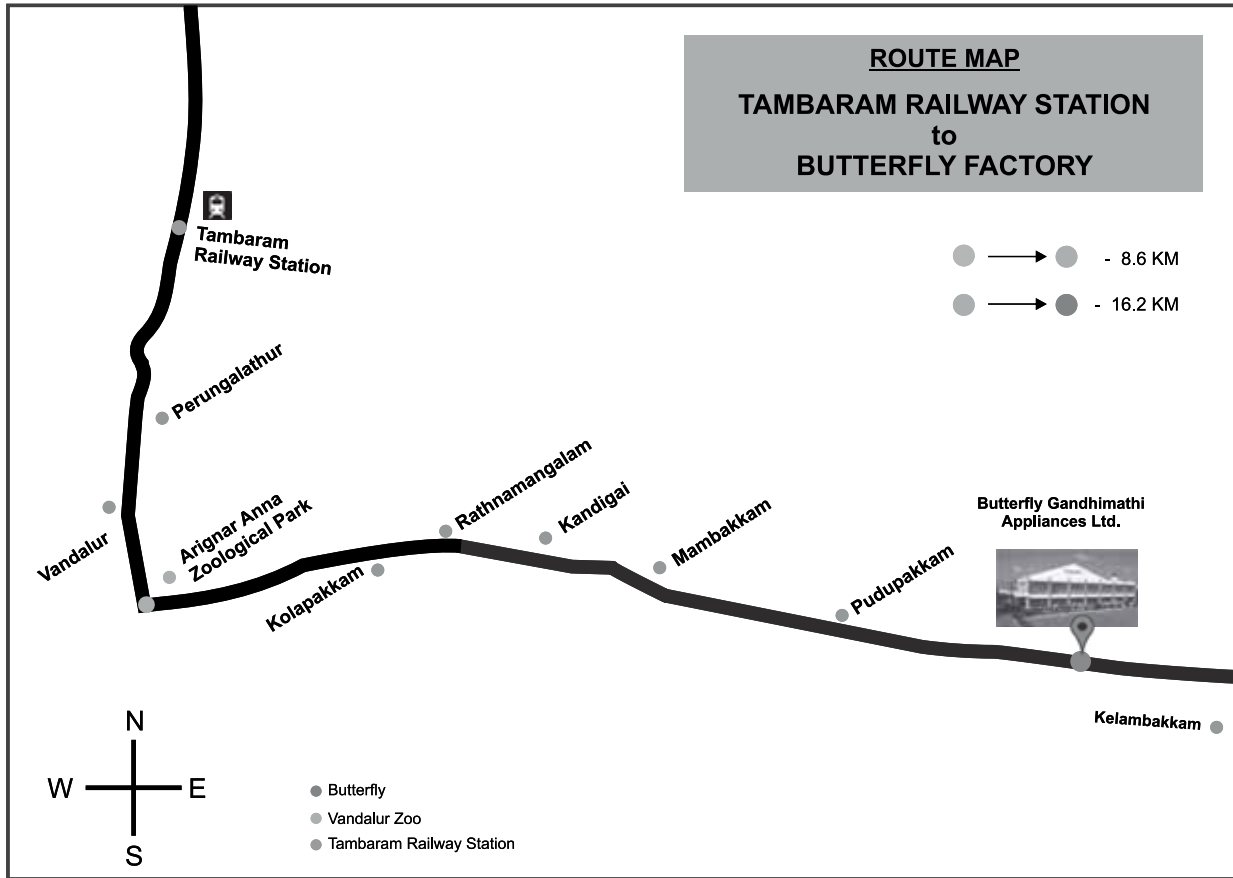 ROUTE MAP
TAMBARAM RAILWAY STATION
to
BUTTERFLY FACTORY
- 8.6 KM
- 16.2 KM
Tambaram
Railway Station
Perungalathur
Vandalur
Arignar Anna
Zoological Park
Kolapakkam
Rathnamangalam
Kandigai
Mambakkam
Pudupakkam
Butterfly Gandhimathi
Appliances Ltd.
Kelambakkam
N
W
E
S
Butterfly
Vandalur Zoo
Tambaram Railway Station